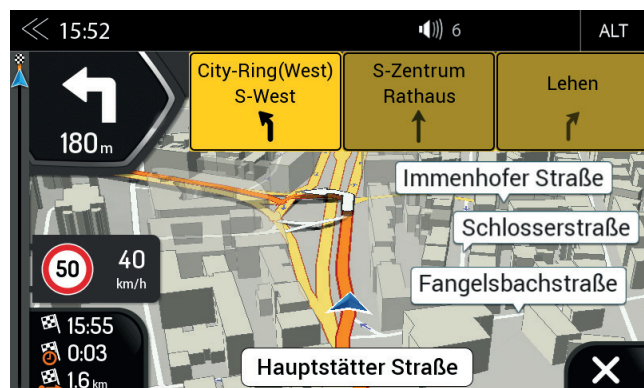 15:52
6
ALT
City-Ring(West)
S-West
S-Zentrum
Rathaus
Lehen
180 m
Immenhofer Straße
Schlosserstraße
Fangelsbachstraße
50
40
km/h
15:55
0:03
1.6 km
Hauptstätter Straße